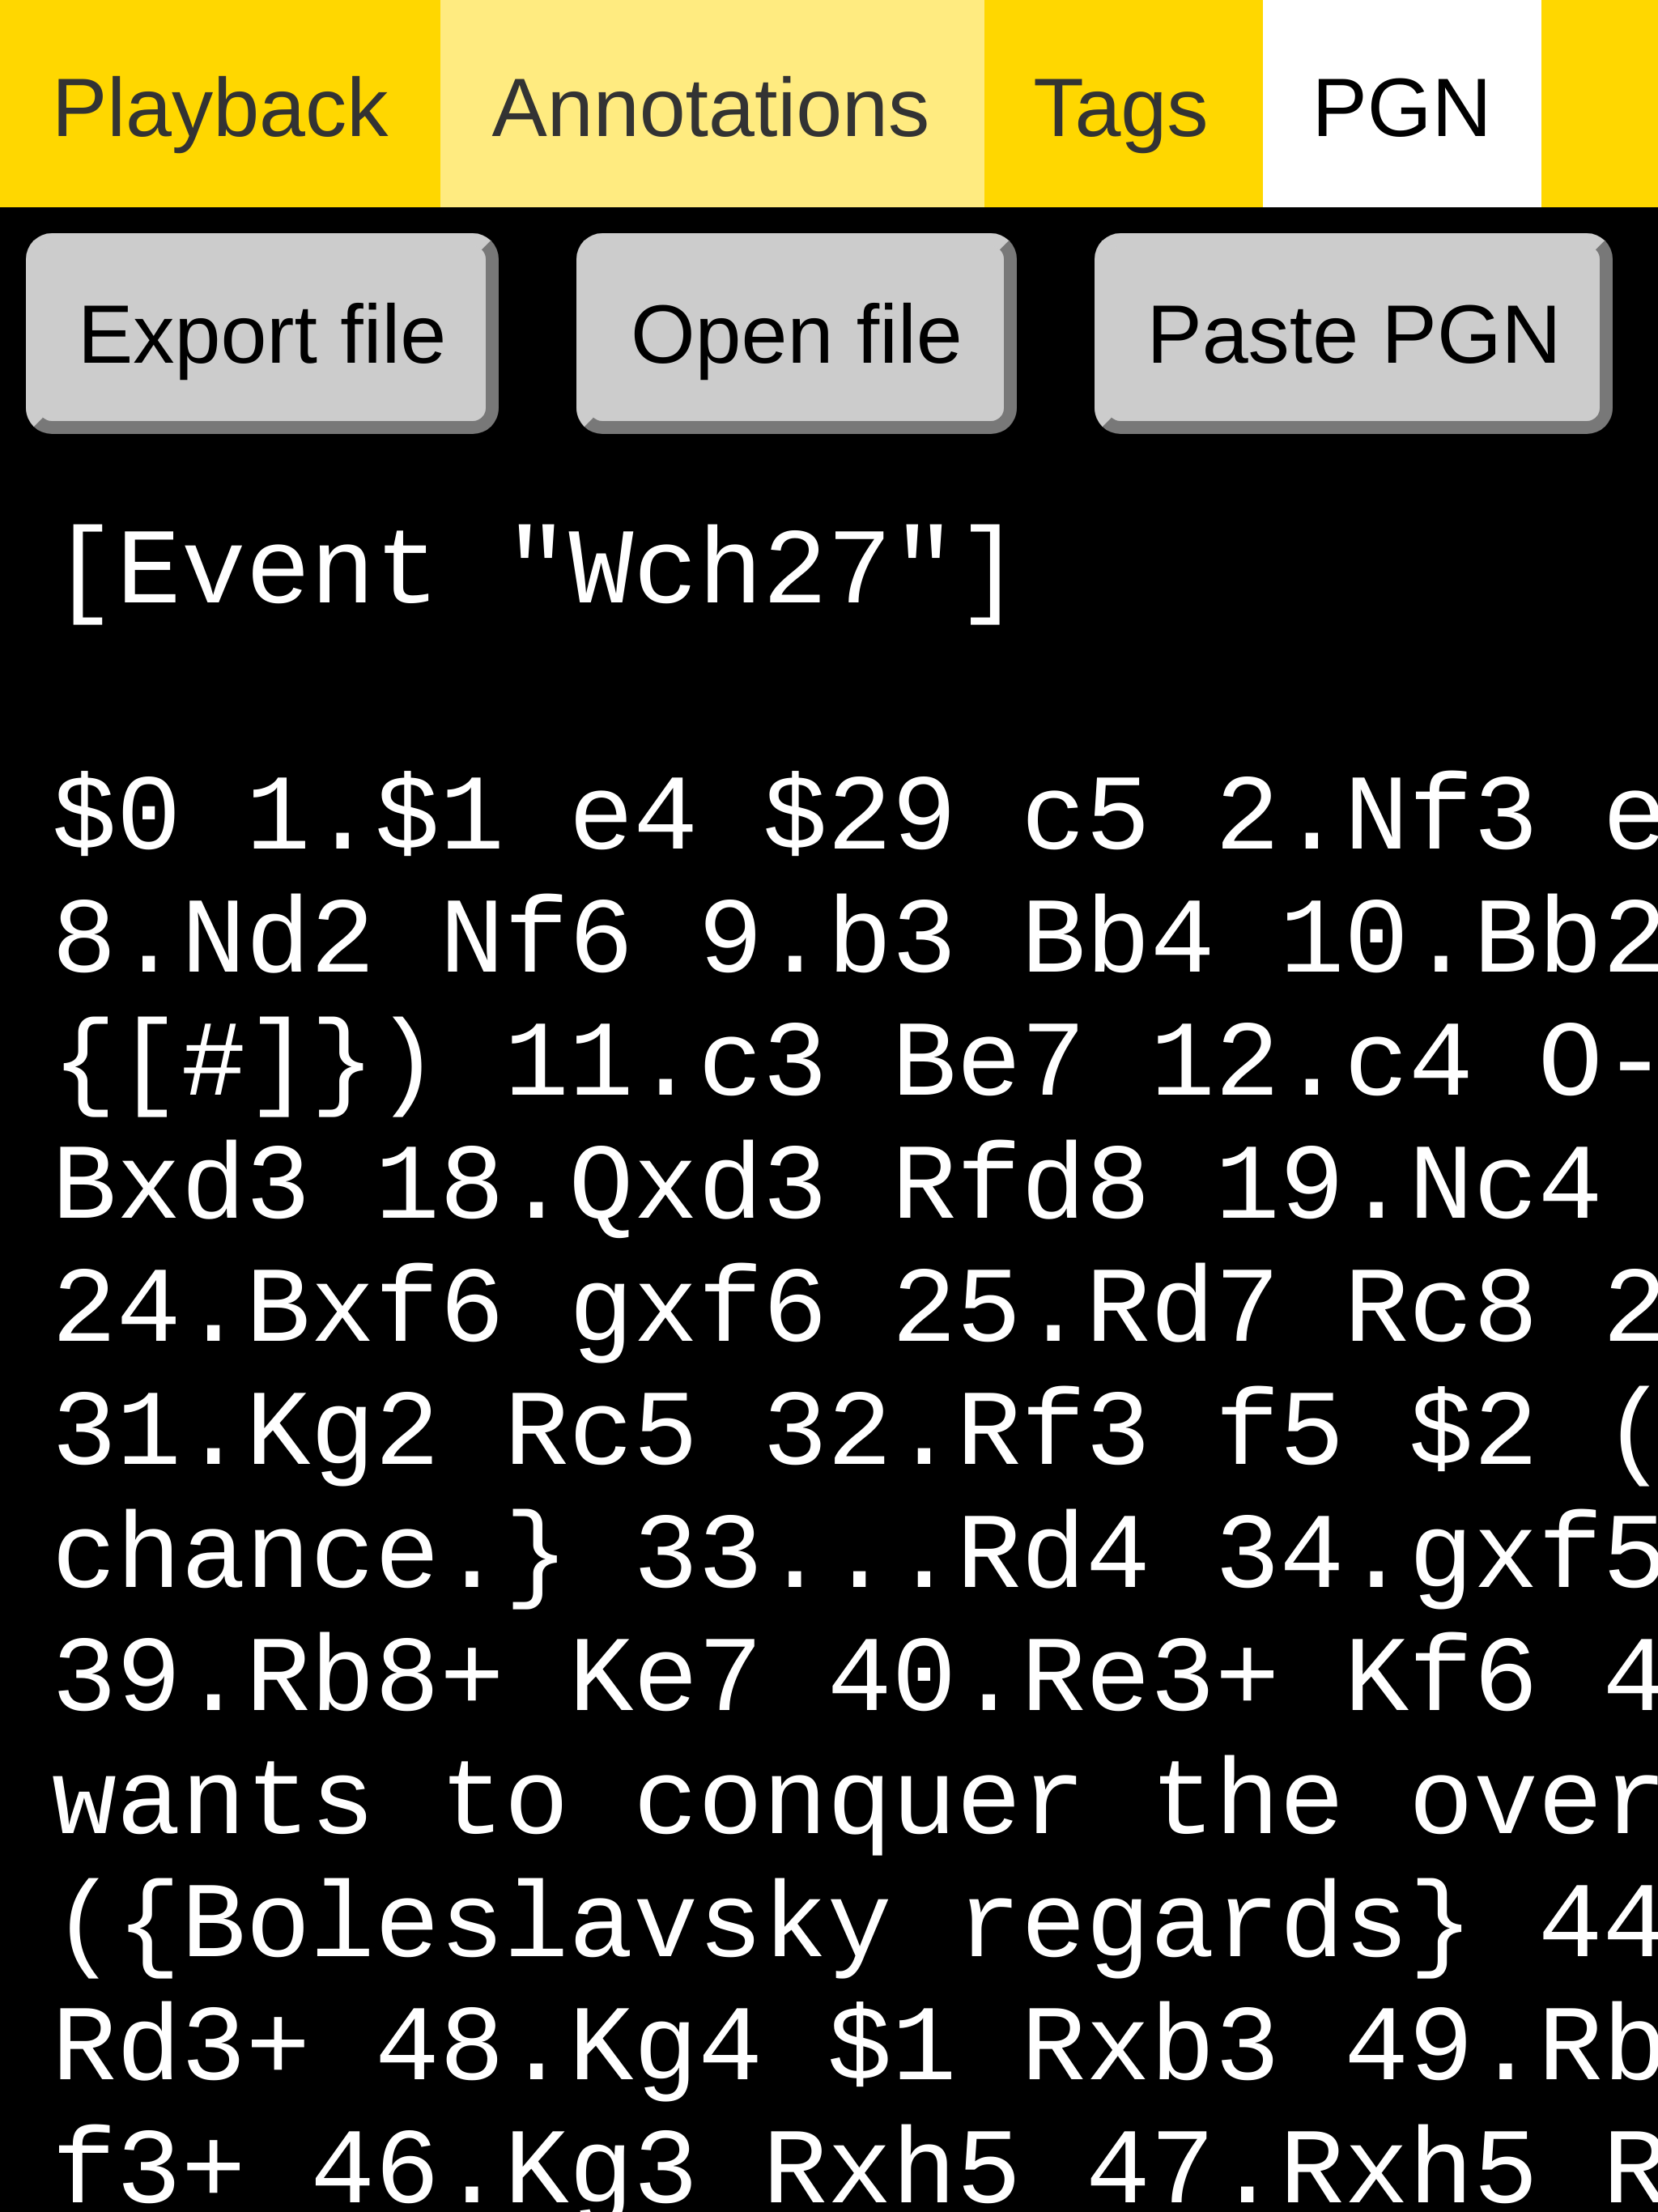 Playback Annotations Tags PGN
Export file Open file Paste PGN
[Event "Wch27"]
$0 1.$1 e4 $29 c5 2.Nf3 e
8.Nd2 Nf6 9.b3 Bb4 10.Bb2
{[#]}) 11.c3 Be7 12.c4 O-
Bxd3 18.Qxd3 Rfd8 19.Nc4
24.Bxf6 gxf6 25.Rd7 Rc8 2
31.Kg2 Rc5 32.Rf3 f5 $2 (
chance.} 33...Rd4 34.gxf5
39.Rb8+ Ke7 40.Re3+ Kf6 4
wants to conquer the over
({Boleslavsky regards} 44
Rd3+ 48.Kg4 $1 Rxb3 49.Rb
f3+ 46.Kg3 Rxh5 47.Rxh5 R